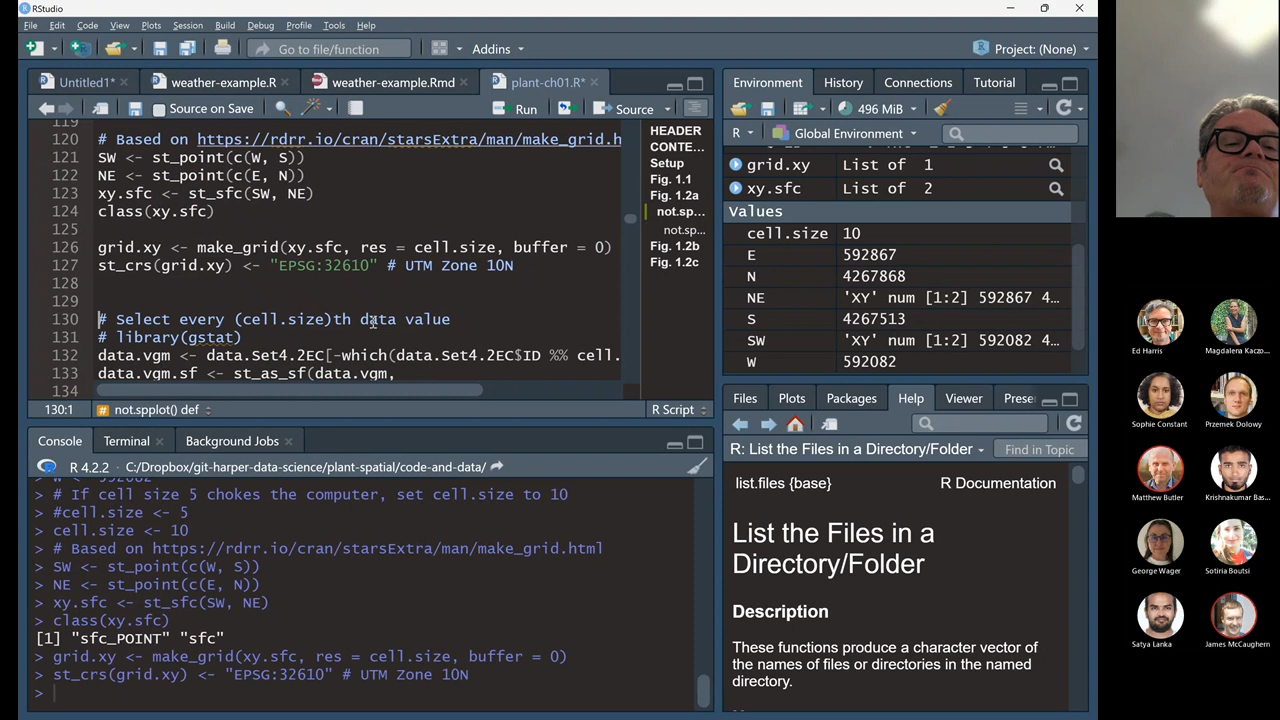 RStudio
File Edit Code View Plots Session Build Debug Profile Tools Help
Go to file/function Addins Project: (None)
Untitled1* weather-example.R weather-example.Rmd plant-ch01.R*
Source on Save Run Source
119
120 # Based on https://rdrr.io/cran/starsExtra/man/make_grid.h
121 SW <- st_point(c(W, S))
122 NE <- st_point(c(E, N))
123 xy.sfc <- st_sfc(SW, NE)
124 class(xy.sfc)
125
126 grid.xy <- make_grid(xy.sfc, res = cell.size, buffer = 0)
127 st_crs(grid.xy) <- "EPSG:32610" # UTM Zone 10N
128
129
130 # Select every (cell.size)th data value
131 # library(gstat)
132 data.vgm <- data.Set4.2EC[-which(data.Set4.2EC$ID %% cell.
133 data.vgm.sf <- st_as_sf(data.vgm,
134
HEADER
CONTE...
Setup
Fig. 1.1
Fig. 1.2a
not.sp...
not.sp...
Fig. 1.2b
Fig. 1.2c
130:1 # not.spplot() def R Script
Console Terminal Background Jobs
R 4.2.2 · C:/Dropbox/git-harper-data-science/plant-spatial/code-and-data/
> W <- 592082
> # If cell size 5 chokes the computer, set cell.size to 10
> #cell.size <- 5
> cell.size <- 10
> # Based on https://rdrr.io/cran/starsExtra/man/make_grid.html
> SW <- st_point(c(W, S))
> NE <- st_point(c(E, N))
> xy.sfc <- st_sfc(SW, NE)
> class(xy.sfc)
[1] "sfc_POINT" "sfc"
> grid.xy <- make_grid(xy.sfc, res = cell.size, buffer = 0)
> st_crs(grid.xy) <- "EPSG:32610" # UTM Zone 10N
>
Environment History Connections Tutorial
496 MiB
R Global Environment
grid.xy List of 1
xy.sfc List of 2
Values
cell.size 10
E 592867
N 4267868
NE 'XY' num [1:2] 592867 4...
S 4267513
SW 'XY' num [1:2] 592082 4...
W 592082
Files Plots Packages Help Viewer Prese
R: List the Files in a Directory/Folder Find in Topic
list.files {base} R Documentation
List the Files in a
Directory/Folder
Description
These functions produce a character vector of
the names of files or directories in the named
directory.
Ed Harris Magdalena Kaczo...
Sophie Constant Przemek Dolowy
Matthew Butler Krishnakumar Bas...
George Wager Sotiria Boutsi
Satya Lanka James McCaughern